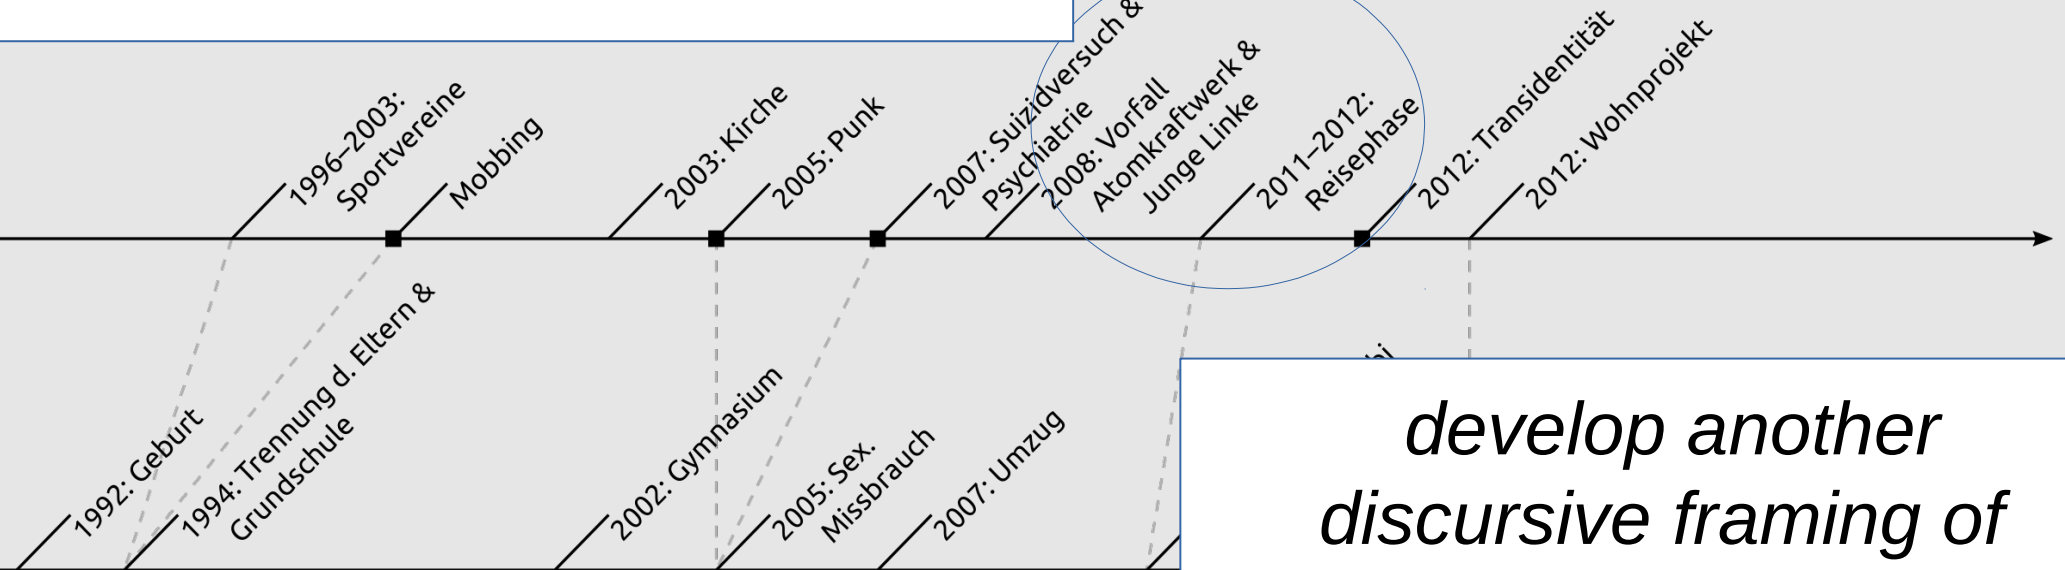 1996–2003:
Sportvereine
Mobbing
2003: Kirche
2005: Punk
2007: Suizidversuch &
Psychiatrie
2008: Vorfall
Atomkraftwerk &
Junge Linke
2011–2012:
Reisephase
2012: Transidentität
2012: Wohnprojekt
1992: Geburt
1994: Trennung d. Eltern &
Grundschule
2002: Gymnasium
2005: Sex.
Missbrauch
2007: Umzug
develop another
discursive framing of